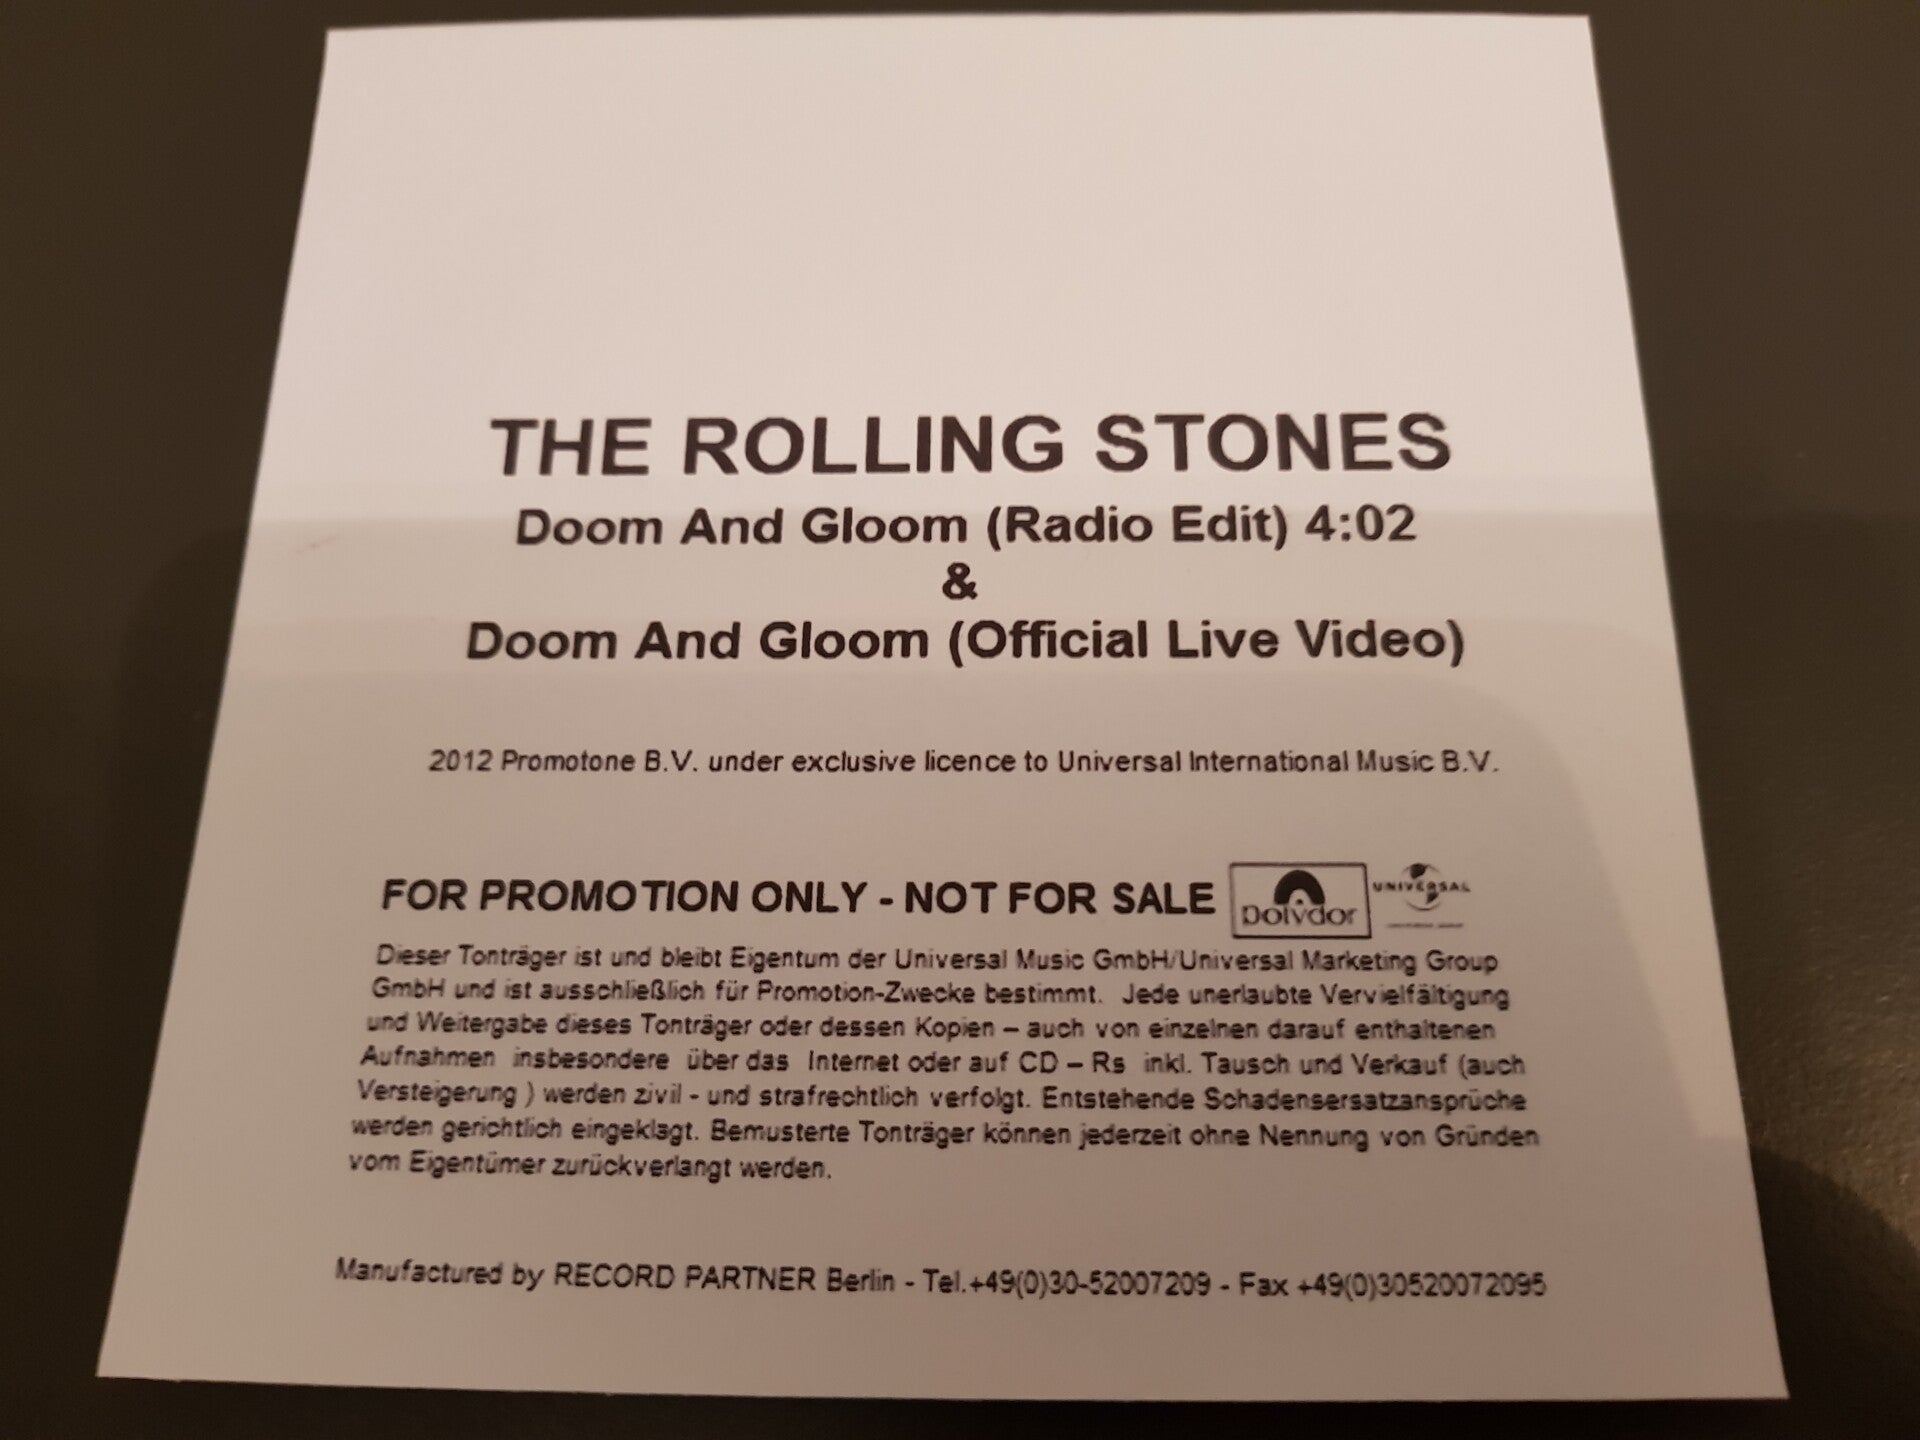 THE ROLLING STONES
Doom And Gloom (Radio Edit) 4:02
&
Doom And Gloom (Official Live Video)
2012 Promotone B.V. under exclusive licence to Universal International Music B.V.
FOR PROMOTION ONLY - NOT FOR SALE Polydor UNIVERSAL
Dieser Tonträger ist und bleibt Eigentum der Universal Music GmbH/Universal Marketing Group
GmbH und ist ausschließlich für Promotion-Zwecke bestimmt. Jede unerlaubte Vervielfältigung
und Weitergabe dieses Tonträger oder dessen Kopien – auch von einzelnen darauf enthaltenen
Aufnahmen insbesondere über das Internet oder auf CD – Rs inkl. Tausch und Verkauf (auch
Versteigerung ) werden zivil - und strafrechtlich verfolgt. Entstehende Schadensersatzansprüche
werden gerichtlich eingeklagt. Bemusterte Tonträger können jederzeit ohne Nennung von Gründen
vom Eigentümer zurückverlangt werden.
Manufactured by RECORD PARTNER Berlin - Tel.+49(0)30-52007209 - Fax +49(0)30520072095